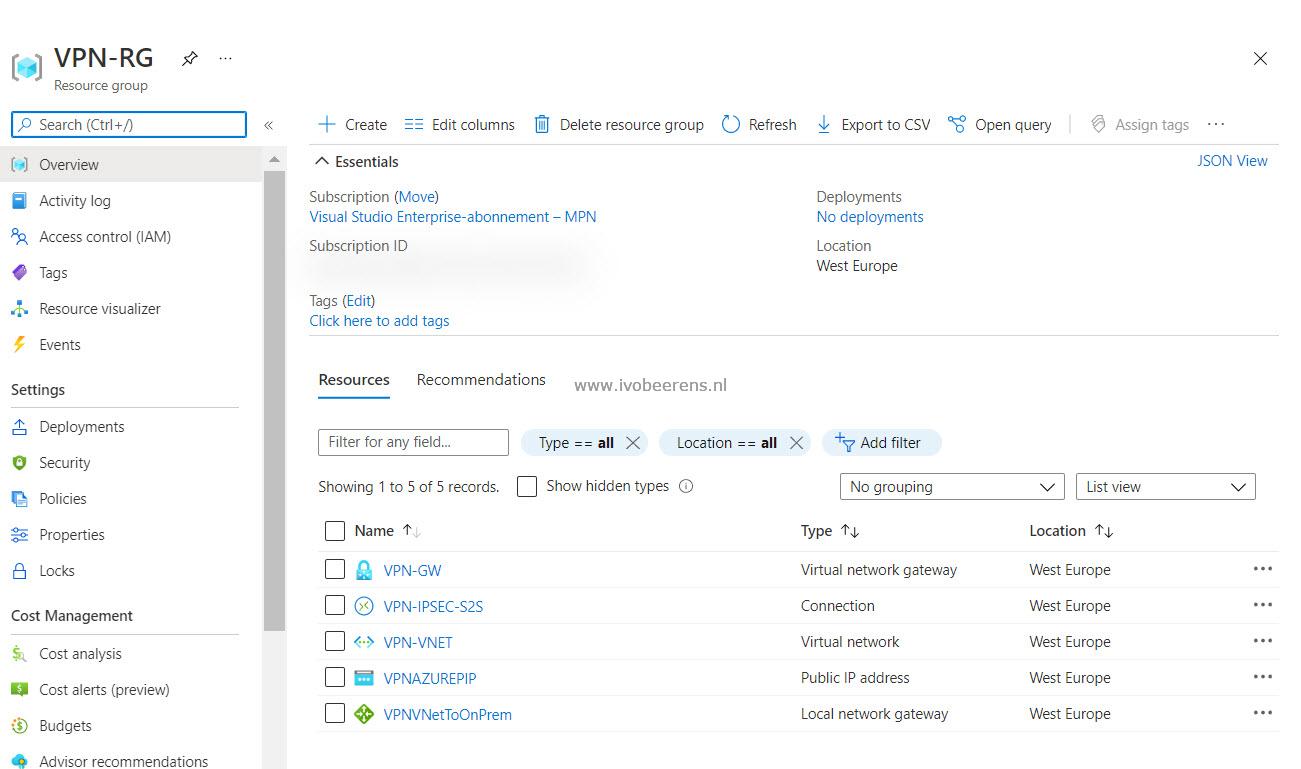 VPN-RG
...
Resource group
Search (Ctrl+/)
«
Overview
Activity log
Access control (IAM)
Tags
Resource visualizer
Events
Settings
Deployments
Security
Policies
Properties
Locks
Cost Management
Cost analysis
Cost alerts (preview)
Budgets
Advisor recommendations
Create Edit columns Delete resource group Refresh Export to CSV Open query Assign tags ...
Essentials JSON View
Subscription (Move)
Visual Studio Enterprise-abonnement – MPN
Subscription ID
Tags (Edit)
Click here to add tags
Deployments
No deployments
Location
West Europe
Resources Recommendations www.ivobeerens.nl
Filter for any field... Type == all Location == all Add filter
Showing 1 to 5 of 5 records. Show hidden types No grouping List view
Name Type Location
VPN-GW Virtual network gateway West Europe ...
VPN-IPSEC-S2S Connection West Europe ...
VPN-VNET Virtual network West Europe ...
VPNAZUREPIP Public IP address West Europe ...
VPNVNetToOnPrem Local network gateway West Europe ...